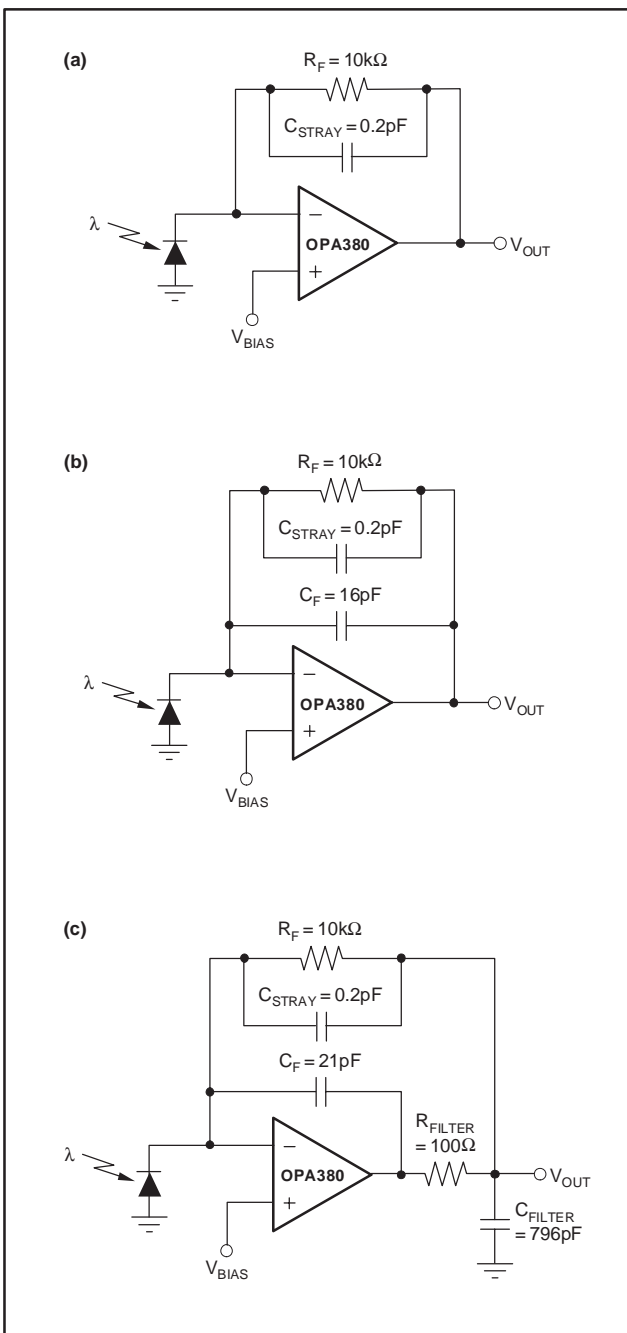 (a)
R_F = 10kΩ
C_STRAY = 0.2pF
λ
−
OPA380
+
V_OUT
V_BIAS
(b)
R_F = 10kΩ
C_STRAY = 0.2pF
C_F = 16pF
λ
−
OPA380
+
V_OUT
V_BIAS
(c)
R_F = 10kΩ
C_STRAY = 0.2pF
C_F = 21pF
R_FILTER
= 100Ω
λ
−
OPA380
+
V_OUT
C_FILTER
= 796pF
V_BIAS